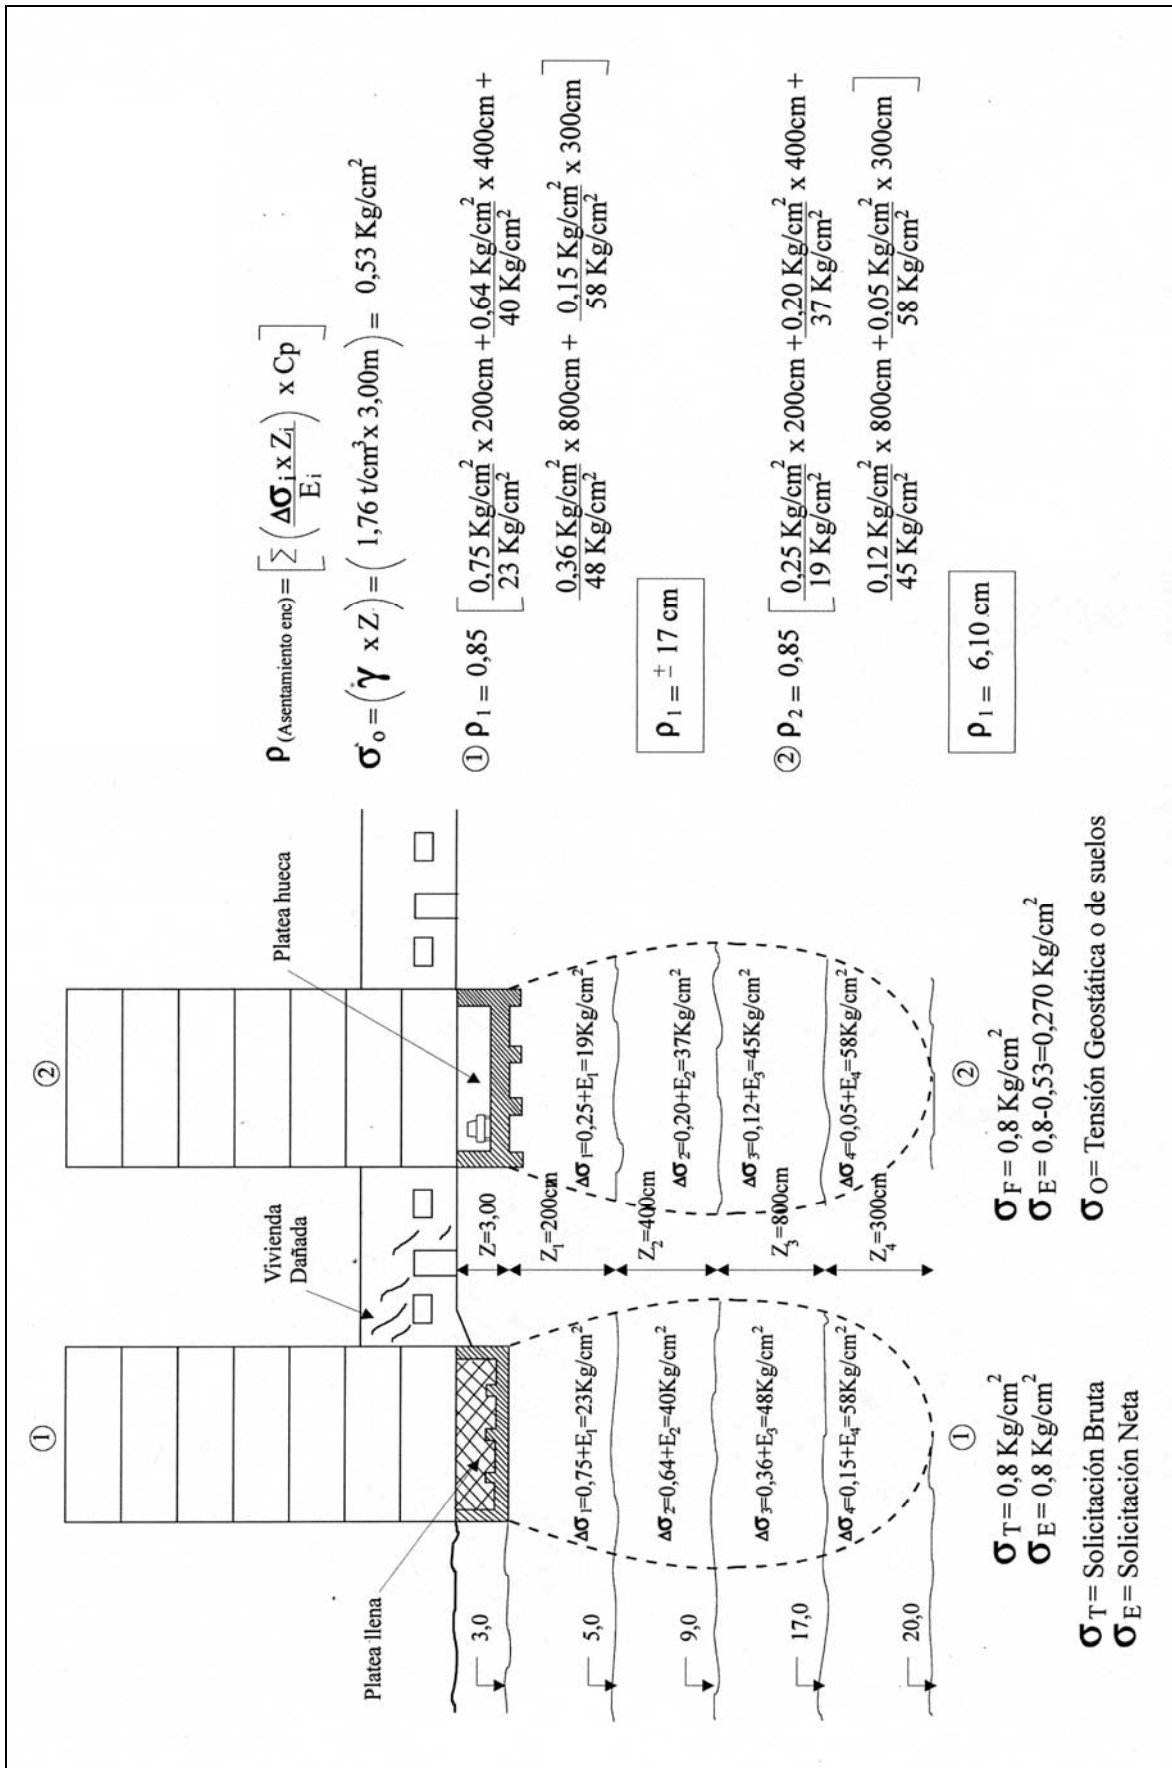 ①
②
Vivienda
Dañada
Platea hueca
Platea llena
3,0
5,0
9,0
17,0
20,0
Z=3,00
Z₁=200cm
Z₂=400cm
Z₃=800cm
Z₄=300cm
Δσ₁=0,75+E₁=23Kg/cm²
Δσ₂=0,64+E₂=40Kg/cm²
Δσ₃=0,36+E₃=48Kg/cm²
Δσ₄=0,15+E₄=58Kg/cm²
Δσ₁=0,25+E₁=19Kg/cm²
Δσ₂=0,20+E₂=37Kg/cm²
Δσ₃=0,12+E₃=45Kg/cm²
Δσ₄=0,05+E₄=58Kg/cm²
①
σT= 0,8 Kg/cm²
σE= 0,8 Kg/cm²
σT= Solicitación Bruta
σE= Solicitación Neta
②
σF= 0,8 Kg/cm²
σE= 0,8-0,53=0,270 Kg/cm²
σO= Tensión Geostática o de suelos
ρ(Asentamiento enc) = [Σ (Δσi x Zi / Ei) x Cp]
σo = (γ x Z) = (1,76 t/cm³ x 3,00m) = 0,53 Kg/cm²
① ρ₁ = 0,85 [0,75 Kg/cm² / 23 Kg/cm² x 200cm + 0,64 Kg/cm² / 40 Kg/cm² x 400cm +
0,36 Kg/cm² / 48 Kg/cm² x 800cm + 0,15 Kg/cm² / 58 Kg/cm² x 300cm]
ρ₁ = ± 17 cm
② ρ₂ = 0,85 [0,25 Kg/cm² / 19 Kg/cm² x 200cm + 0,20 Kg/cm² / 37 Kg/cm² x 400cm +
0,12 Kg/cm² / 45 Kg/cm² x 800cm + 0,05 Kg/cm² / 58 Kg/cm² x 300cm]
ρ₁ = 6,10 cm